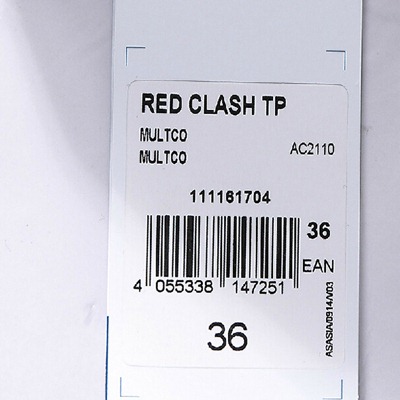 RED CLASH TP
MULTCO
MULTCO
AC2110
111161704
36
EAN
4 055338 147251
36
ASASIA/0914/V03